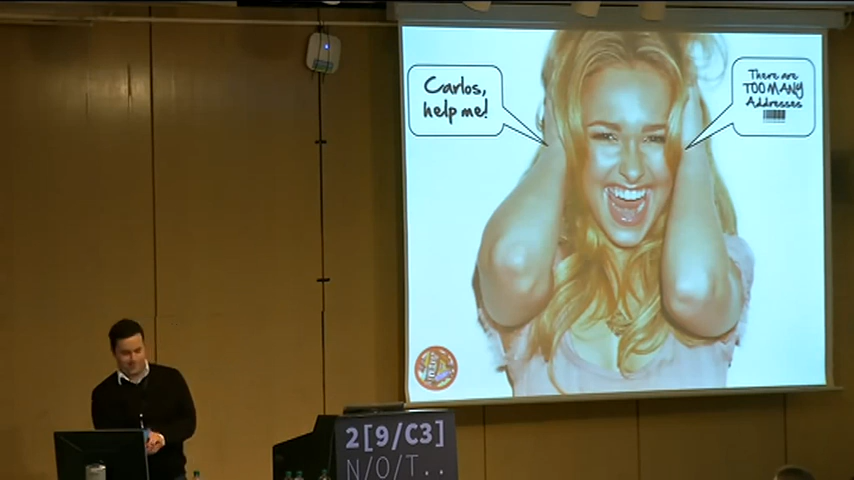 Carlos,
help me!
There are
TOO MANY
Addresses
2[9/C3]
N/O/T..